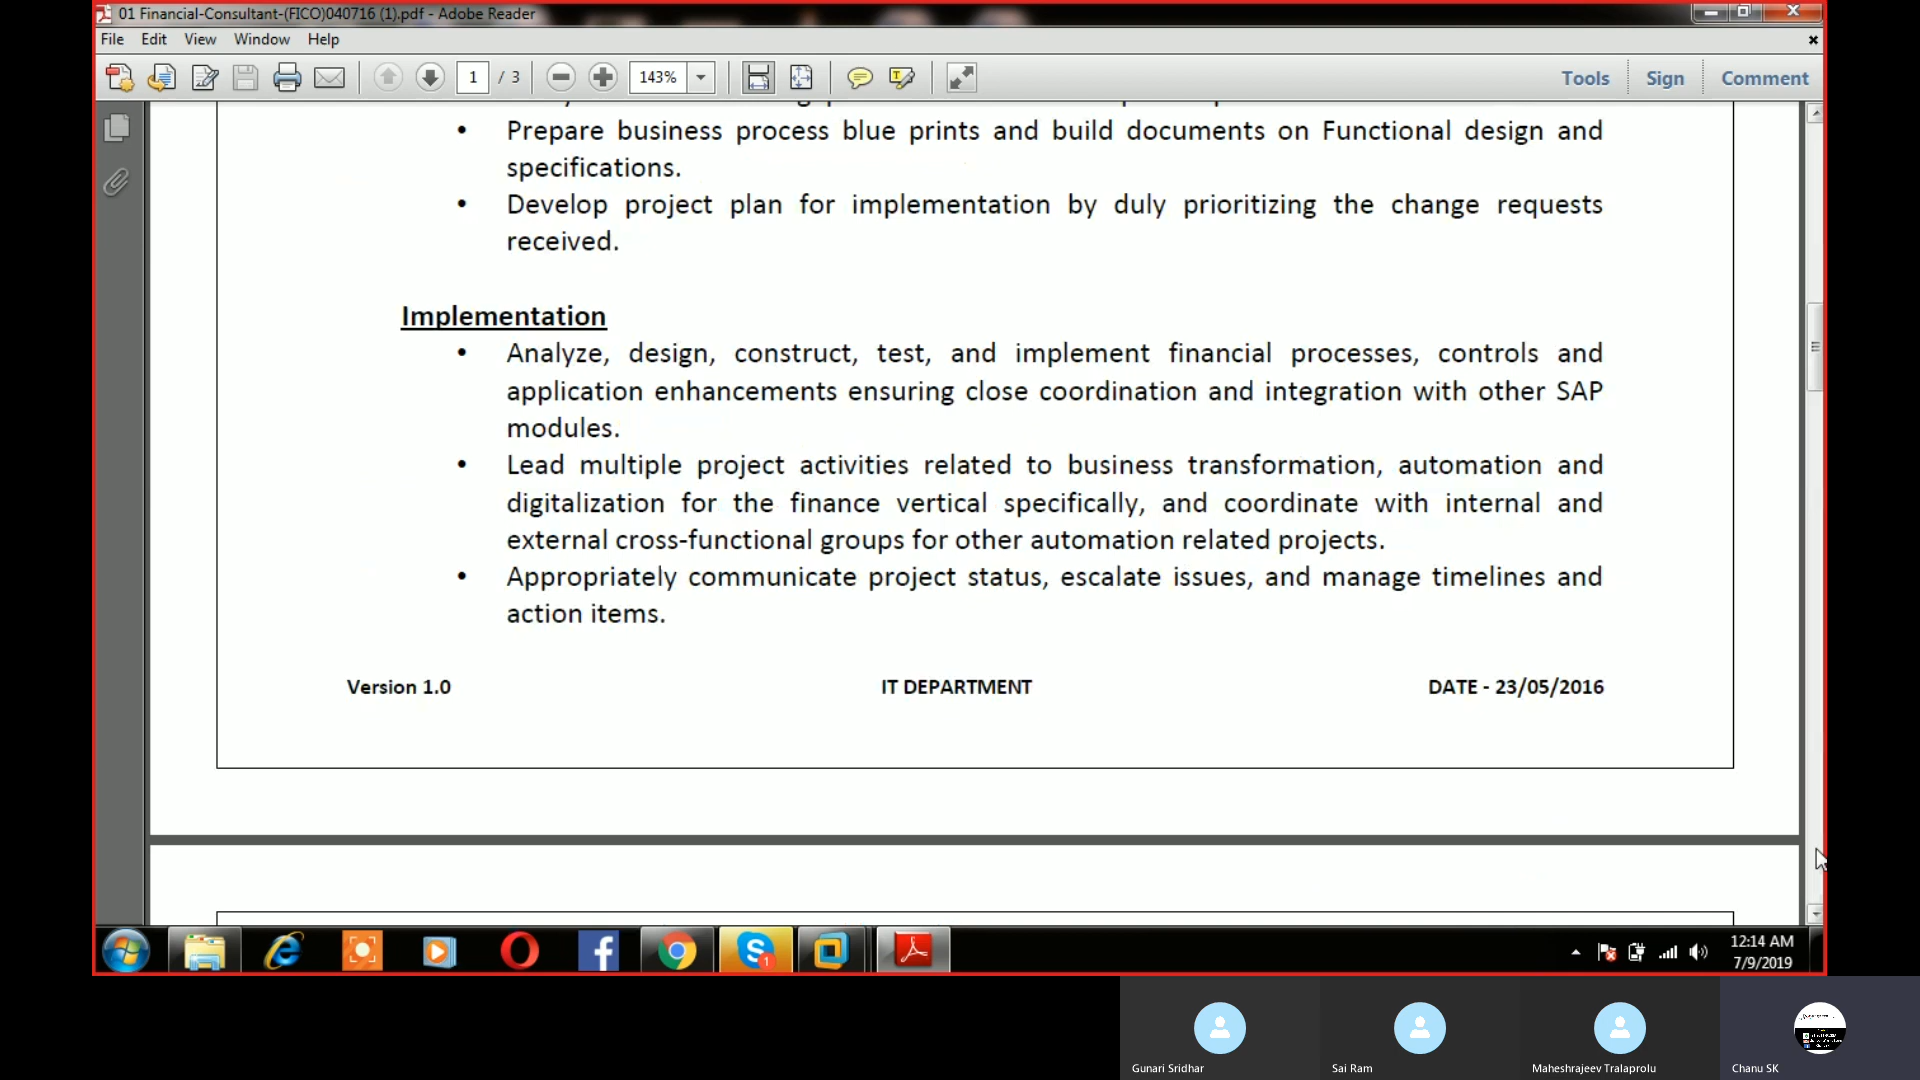 01 Financial-Consultant-(FICO)040716 (1).pdf - Adobe Reader
File Edit View Window Help
1 / 3 143% Tools Sign Comment
• Prepare business process blue prints and build documents on Functional design and
specifications.
• Develop project plan for implementation by duly prioritizing the change requests
received.
Implementation
• Analyze, design, construct, test, and implement financial processes, controls and
application enhancements ensuring close coordination and integration with other SAP
modules.
• Lead multiple project activities related to business transformation, automation and
digitalization for the finance vertical specifically, and coordinate with internal and
external cross-functional groups for other automation related projects.
• Appropriately communicate project status, escalate issues, and manage timelines and
action items.
Version 1.0 IT DEPARTMENT DATE - 23/05/2016
12:14 AM
7/9/2019
Gunari Sridhar Sai Ram Maheshrajeev Tralaprolu Chanu SK